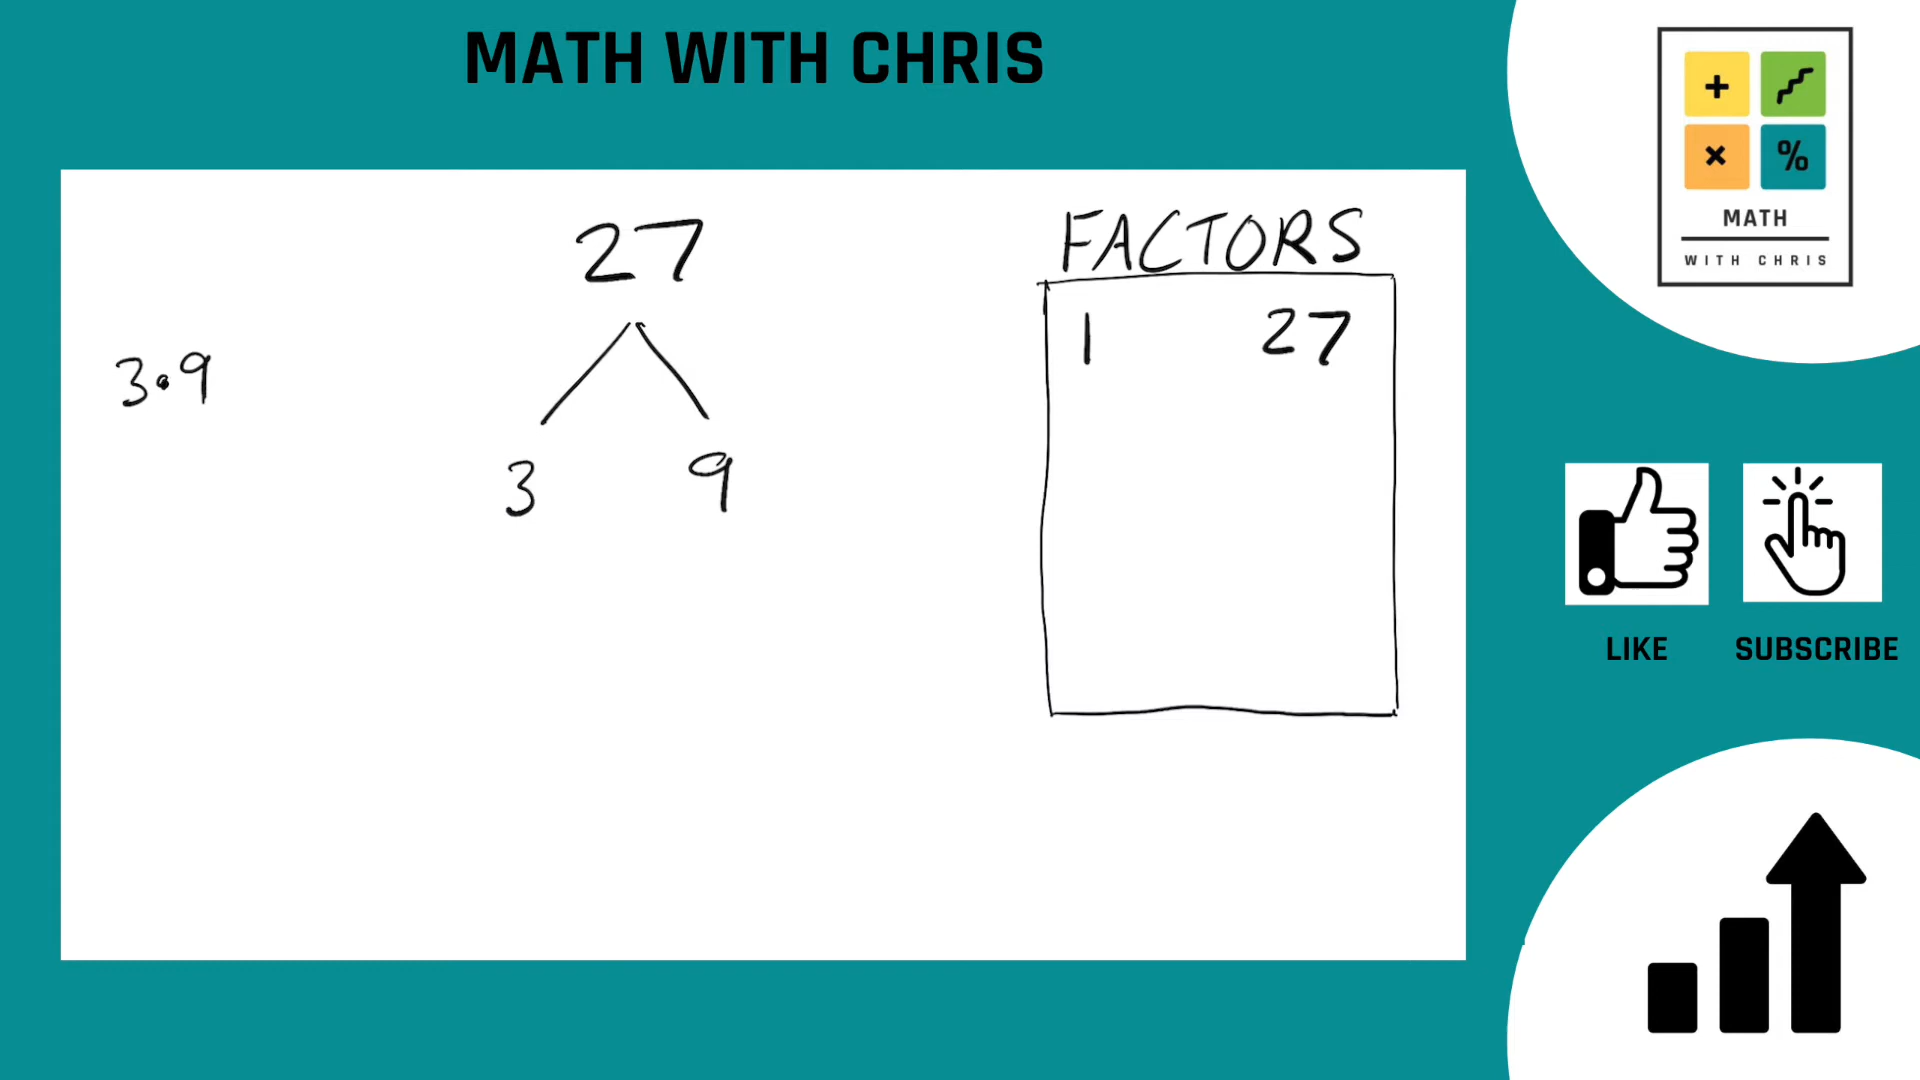 MATH WITH CHRIS
+
× %
MATH
WITH CHRIS
27
3·9
3 9
FACTORS
1 27
LIKE SUBSCRIBE